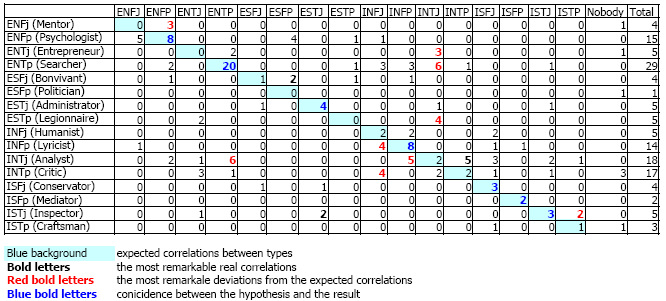 ENFJ ENFP ENTJ ENTP ESFJ ESFP ESTJ ESTP INFJ INFP INTJ INTP ISFJ ISFP ISTJ ISTP Nobody Total
ENFj (Mentor) 0 3 0 0 0 0 0 0 0 0 0 0 0 0 0 0 1 4
ENFp (Psychologist) 5 8 0 0 0 4 0 1 1 0 0 0 0 0 0 0 0 15
ENTj (Entrepreneur) 0 0 0 2 0 0 0 0 0 0 3 0 0 0 0 0 1 5
ENTp (Searcher) 0 2 0 20 0 0 0 1 3 3 6 1 0 0 1 0 0 29
ESFj (Bonvivant) 0 1 0 0 1 2 0 0 1 0 1 0 0 0 0 0 0 4
ESFp (Politician) 0 0 0 0 0 0 0 0 0 0 0 0 0 0 0 0 1 1
ESTj (Administrator) 0 0 0 0 1 0 4 0 0 0 1 0 0 0 1 0 0 5
ESTp (Legionnaire) 0 0 2 0 0 0 0 0 0 0 4 0 0 0 0 0 0 5
INFj (Humanist) 0 0 0 0 0 0 0 0 2 2 0 0 2 0 0 0 0 5
INFp (Lyricist) 1 0 0 0 0 0 0 0 4 8 0 0 1 1 0 0 0 14
INTj (Analyst) 0 2 1 6 0 0 0 0 0 5 2 5 0 3 2 0 1 18
INTp (Critic) 0 0 3 1 0 0 0 0 4 0 2 2 1 0 1 0 3 17
ISFj (Conservator) 0 0 0 0 1 0 1 0 0 0 0 0 3 0 0 0 0 4
ISFp (Mediator) 0 0 0 0 0 0 0 0 0 0 0 0 0 2 0 0 0 2
ISTj (Inspector) 0 0 1 0 0 0 2 0 0 0 0 0 0 0 3 2 0 5
ISTp (Craftsman) 0 0 0 0 0 0 0 0 0 0 0 0 1 0 0 1 1 3
Blue background expected correlations between types
Bold letters the most remarkable real correlations
Red bold letters the most remarkale deviations from the expected correlations
Blue bold letters conicidence between the hypothesis and the result